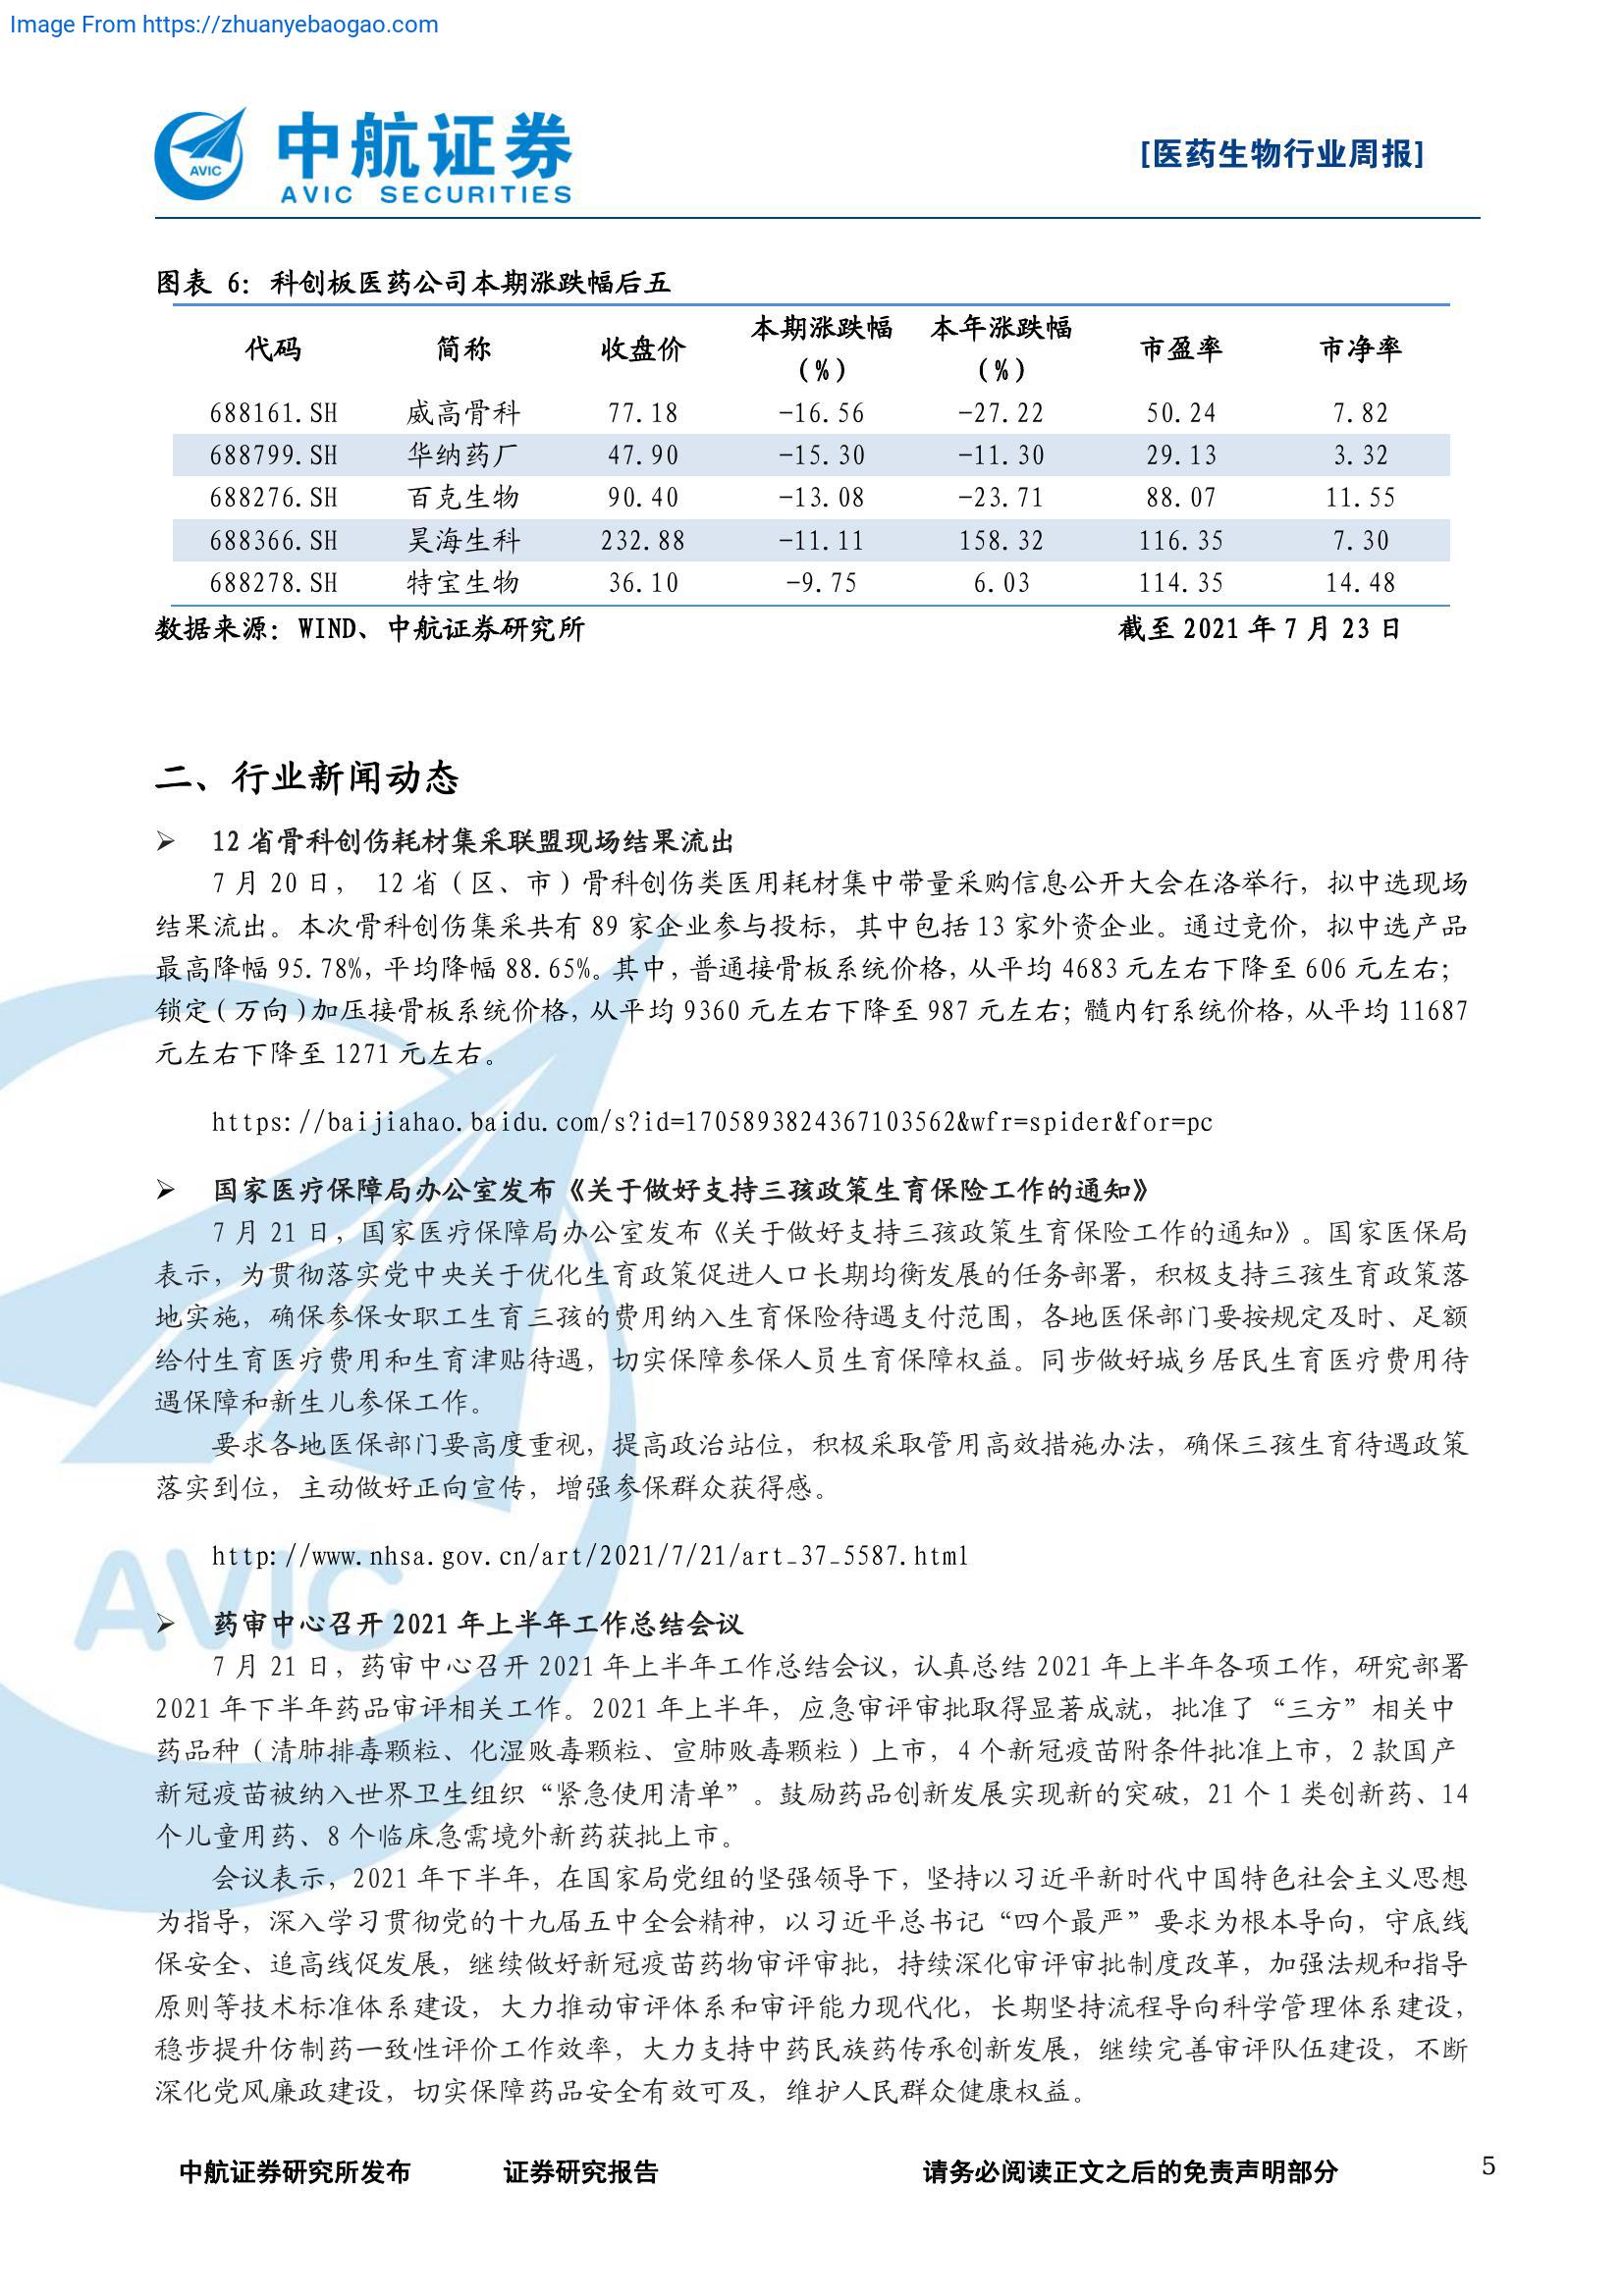 Image From https://zhuanyebaogao.com
中航证券
AVIC SECURITIES
AVIC
[医药生物行业周报]
图表 6：科创板医药公司本期涨跌幅后五
代码 简称 收盘价 本期涨跌幅（%） 本年涨跌幅（%） 市盈率 市净率
688161.SH 威高骨科 77.18 -16.56 -27.22 50.24 7.82
688799.SH 华纳药厂 47.90 -15.30 -11.30 29.13 3.32
688276.SH 百克生物 90.40 -13.08 -23.71 88.07 11.55
688366.SH 昊海生科 232.88 -11.11 158.32 116.35 7.30
688278.SH 特宝生物 36.10 -9.75 6.03 114.35 14.48
数据来源：WIND、中航证券研究所 截至 2021 年 7 月 23 日
二、行业新闻动态
➢ 12 省骨科创伤耗材集采联盟现场结果流出
7 月 20 日， 12 省（区、市）骨科创伤类医用耗材集中带量采购信息公开大会在洛举行，拟中选现场
结果流出。本次骨科创伤集采共有 89 家企业参与投标，其中包括 13 家外资企业。通过竞价，拟中选产品
最高降幅 95.78%，平均降幅 88.65%。其中，普通接骨板系统价格，从平均 4683 元左右下降至 606 元左右；
锁定（万向）加压接骨板系统价格，从平均 9360 元左右下降至 987 元左右；髓内钉系统价格，从平均 11687
元左右下降至 1271 元左右。
https://baijiahao.baidu.com/s?id=1705893824367103562&wfr=spider&for=pc
➢ 国家医疗保障局办公室发布《关于做好支持三孩政策生育保险工作的通知》
7 月 21 日，国家医疗保障局办公室发布《关于做好支持三孩政策生育保险工作的通知》。国家医保局
表示，为贯彻落实党中央关于优化生育政策促进人口长期均衡发展的任务部署，积极支持三孩生育政策落
地实施，确保参保女职工生育三孩的费用纳入生育保险待遇支付范围，各地医保部门要按规定及时、足额
给付生育医疗费用和生育津贴待遇，切实保障参保人员生育保障权益。同步做好城乡居民生育医疗费用待
遇保障和新生儿参保工作。
要求各地医保部门要高度重视，提高政治站位，积极采取管用高效措施办法，确保三孩生育待遇政策
落实到位，主动做好正向宣传，增强参保群众获得感。
http://www.nhsa.gov.cn/art/2021/7/21/art_37_5587.html
AVIC
➢ 药审中心召开 2021 年上半年工作总结会议
7 月 21 日，药审中心召开 2021 年上半年工作总结会议，认真总结 2021 年上半年各项工作，研究部署
2021 年下半年药品审评相关工作。2021 年上半年，应急审评审批取得显著成就，批准了“三方”相关中
药品种（清肺排毒颗粒、化湿败毒颗粒、宣肺败毒颗粒）上市，4 个新冠疫苗附条件批准上市，2 款国产
新冠疫苗被纳入世界卫生组织“紧急使用清单”。鼓励药品创新发展实现新的突破，21 个 1 类创新药、14
个儿童用药、8 个临床急需境外新药获批上市。
会议表示，2021 年下半年，在国家局党组的坚强领导下，坚持以习近平新时代中国特色社会主义思想
为指导，深入学习贯彻党的十九届五中全会精神，以习近平总书记“四个最严”要求为根本导向，守底线
保安全、追高线促发展，继续做好新冠疫苗药物审评审批，持续深化审评审批制度改革，加强法规和指导
原则等技术标准体系建设，大力推动审评体系和审评能力现代化，长期坚持流程导向科学管理体系建设，
稳步提升仿制药一致性评价工作效率，大力支持中药民族药传承创新发展，继续完善审评队伍建设，不断
深化党风廉政建设，切实保障药品安全有效可及，维护人民群众健康权益。
中航证券研究所发布 证券研究报告 请务必阅读正文之后的免责声明部分 5